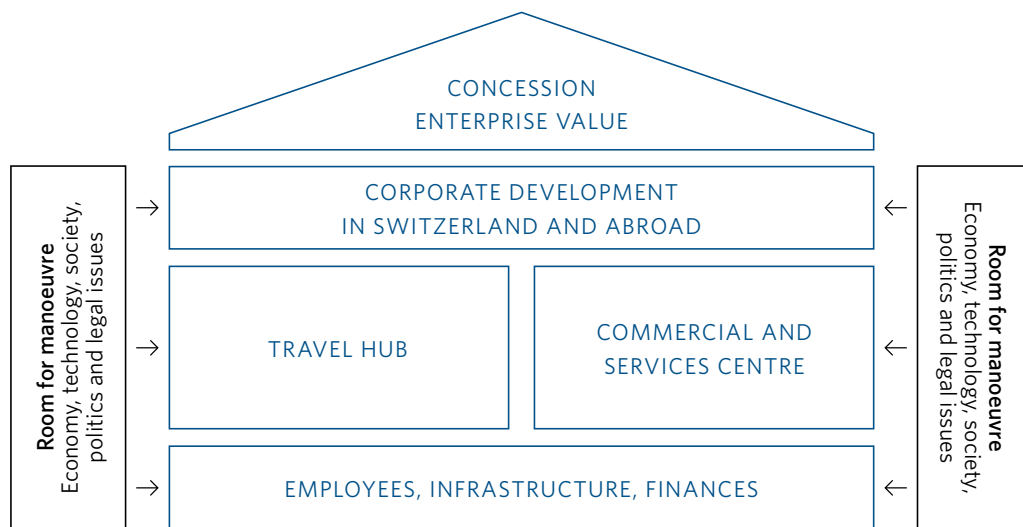 CONCESSION
ENTERPRISE VALUE
Room for manoeuvre
Economy, technology, society,
politics and legal issues
CORPORATE DEVELOPMENT
IN SWITZERLAND AND ABROAD
TRAVEL HUB
COMMERCIAL AND
SERVICES CENTRE
EMPLOYEES, INFRASTRUCTURE, FINANCES
Room for manoeuvre
Economy, technology, society,
politics and legal issues